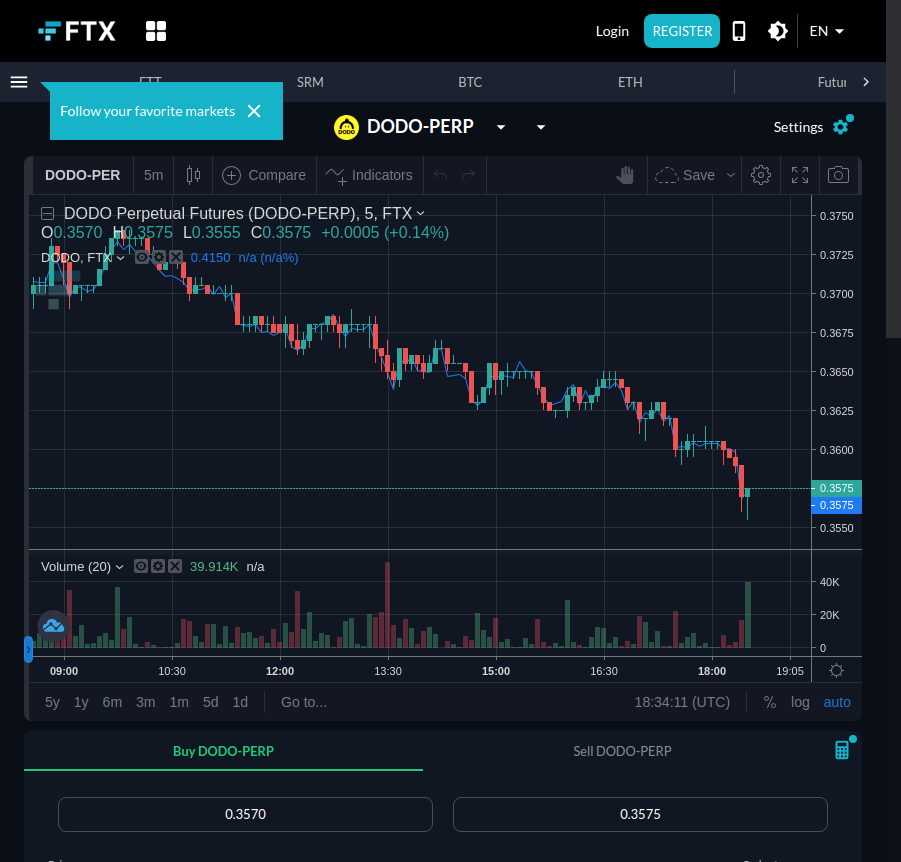 FTX
Login
REGISTER
EN
FTT
SRM
BTC
ETH
Futur
Follow your favorite markets
DODO
DODO-PERP
Settings
DODO-PER
5m
Compare
Indicators
Save
DODO Perpetual Futures (DODO-PERP), 5, FTX
O0.3570 H0.3575 L0.3555 C0.3575 +0.0005 (+0.14%)
DODO, FTX 0.4150 n/a (n/a%)
0.3750
0.3725
0.3700
0.3675
0.3650
0.3625
0.3600
0.3575
0.3575
0.3550
Volume (20) 39.914K n/a
40K
20K
0
09:00 10:30 12:00 13:30 15:00 16:30 18:00 19:05
5y 1y 6m 3m 1m 5d 1d Go to... 18:34:11 (UTC) % log auto
Buy DODO-PERP
Sell DODO-PERP
0.3570
0.3575